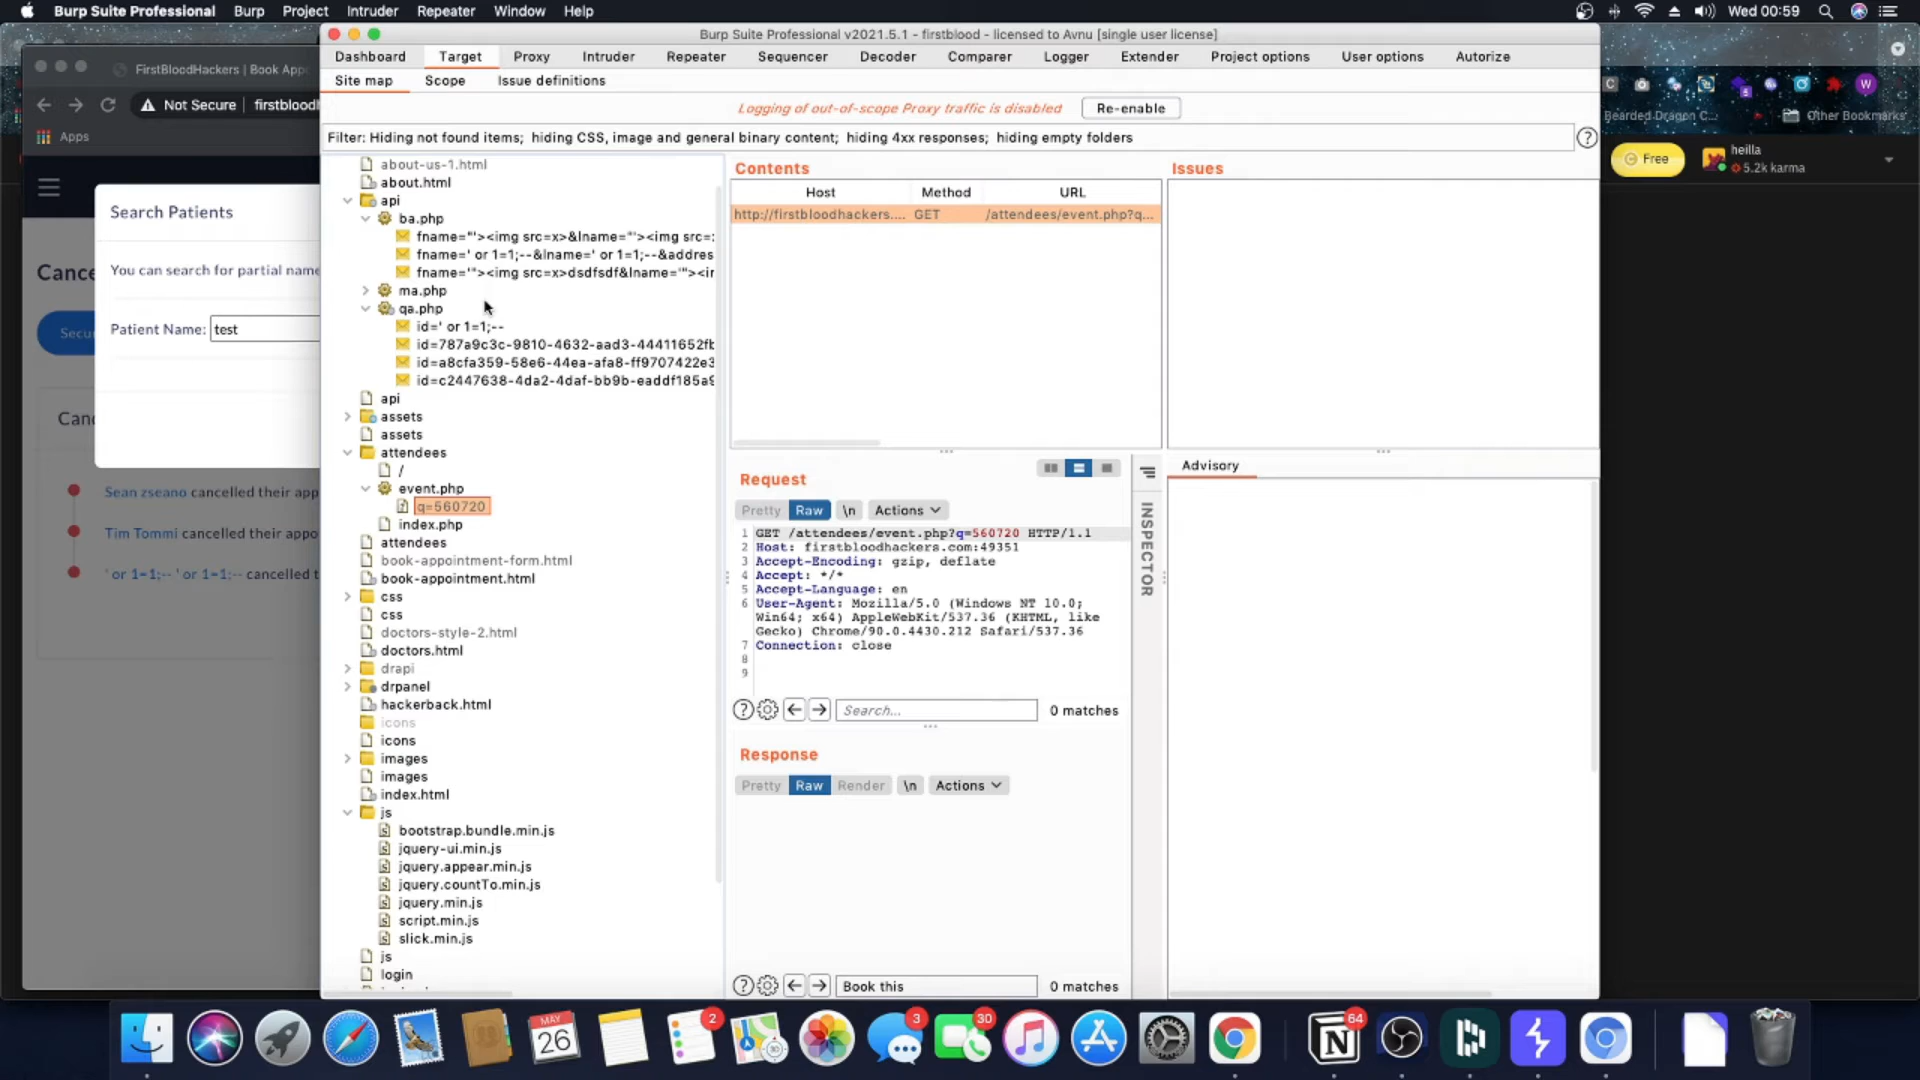 Burp Suite Professional Burp Project Intruder Repeater Window Help
Wed 00:59
Burp Suite Professional v2021.5.1 - firstblood - licensed to Avnu [single user license]
Dashboard Target Proxy Intruder Repeater Sequencer Decoder Comparer Logger Extender Project options User options Autorize
Site map Scope Issue definitions
Logging of out-of-scope Proxy traffic is disabled Re-enable
Filter: Hiding not found items; hiding CSS, image and general binary content; hiding 4xx responses; hiding empty folders ?
FirstBloodHackers | Book App
Not Secure firstblood
Apps
Search Patients
You can search for partial name
Patient Name: test
Cance
Secu
Canc
Sean zseano cancelled their app
Tim Tommi cancelled their appo
' or 1=1;-- ' or 1=1;-- cancelled t
about-us-1.html
about.html
api
ba.php
fname="'><img src=x>&lname="'><img src=
fname=' or 1=1;--&lname=' or 1=1;--&addres
fname="'><img src=x>dsdfsdf&lname="'><ir
ma.php
qa.php
id=' or 1=1;--
id=787a9c3c-9810-4632-aad3-44411652fb
id=a8cfa359-58e6-44ea-afa8-ff9707422e3
id=c2447638-4da2-4daf-bb9b-eaddf185a9
api
assets
assets
attendees
/
event.php
q=560720
index.php
attendees
book-appointment-form.html
book-appointment.html
css
css
doctors-style-2.html
doctors.html
drapi
drpanel
hackerback.html
icons
icons
images
images
index.html
js
bootstrap.bundle.min.js
jquery-ui.min.js
jquery.appear.min.js
jquery.countTo.min.js
jquery.min.js
script.min.js
slick.min.js
js
login
Contents
Host Method URL
http://firstbloodhackers.... GET /attendees/event.php?q...
Request
Pretty Raw \n Actions
1 GET /attendees/event.php?q=560720 HTTP/1.1
2 Host: firstbloodhackers.com:49351
3 Accept-Encoding: gzip, deflate
4 Accept: */*
5 Accept-Language: en
6 User-Agent: Mozilla/5.0 (Windows NT 10.0;
Win64; x64) AppleWebKit/537.36 (KHTML, like
Gecko) Chrome/90.0.4430.212 Safari/537.36
7 Connection: close
8
9
? Search... 0 matches
Response
Pretty Raw Render \n Actions
? Book this 0 matches
INSPECTOR
Issues
Advisory
Bearded Dragon C... Other Bookmarks
W
Free
heilla
5.2k karma
MAY
26
2
3
30
64